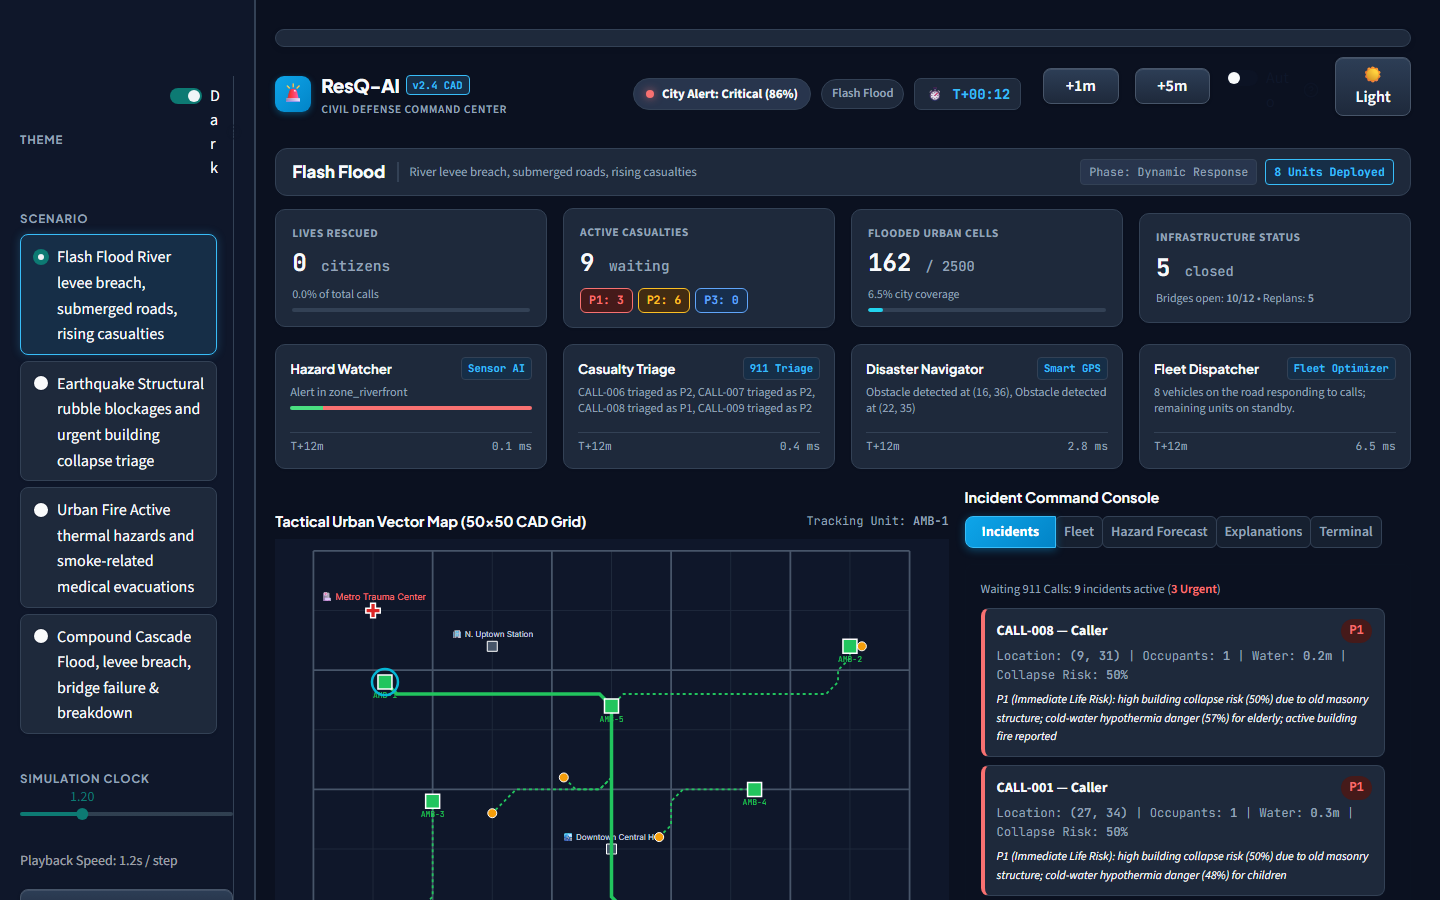 D
a
r
k
THEME
SCENARIO
Flash Flood River
levee breach,
submerged roads,
rising casualties
Earthquake Structural
rubble blockages and
urgent building
collapse triage
Urban Fire Active
thermal hazards and
smoke-related
medical evacuations
Compound Cascade
Flood, levee breach,
bridge failure &
breakdown
SIMULATION CLOCK
1.20
Playback Speed: 1.2s / step
ResQ-AI v2.4 CAD
CIVIL DEFENSE COMMAND CENTER
City Alert: Critical (86%)
Flash Flood
T+00:12
+1m
+5m
Light
Flash Flood
River levee breach, submerged roads, rising casualties
Phase: Dynamic Response
8 Units Deployed
LIVES RESCUED
0 citizens
0.0% of total calls
ACTIVE CASUALTIES
9 waiting
P1: 3
P2: 6
P3: 0
FLOODED URBAN CELLS
162 / 2500
6.5% city coverage
INFRASTRUCTURE STATUS
5 closed
Bridges open: 10/12 • Replans: 5
Hazard Watcher
Sensor AI
Alert in zone_riverfront
T+12m
0.1 ms
Casualty Triage
911 Triage
CALL-006 triaged as P2, CALL-007 triaged as P2,
CALL-008 triaged as P1, CALL-009 triaged as P2
T+12m
0.4 ms
Disaster Navigator
Smart GPS
Obstacle detected at (16, 36), Obstacle detected
at (22, 35)
T+12m
2.8 ms
Fleet Dispatcher
Fleet Optimizer
8 vehicles on the road responding to calls;
remaining units on standby.
T+12m
6.5 ms
Tactical Urban Vector Map (50×50 CAD Grid)
Tracking Unit: AMB-1
Metro Trauma Center
N. Uptown Station
AMB-2
AMB-5
AMB-3
AMB-4
Downtown Central
Incident Command Console
Incidents
Fleet
Hazard Forecast
Explanations
Terminal
Waiting 911 Calls: 9 incidents active (3 Urgent)
CALL-008 — Caller
P1
Location: (9, 31) | Occupants: 1 | Water: 0.2m |
Collapse Risk: 50%
P1 (Immediate Life Risk): high building collapse risk (50%) due to old masonry
structure; cold-water hypothermia danger (57%) for elderly; active building
fire reported
CALL-001 — Caller
P1
Location: (27, 34) | Occupants: 1 | Water: 0.3m |
Collapse Risk: 50%
P1 (Immediate Life Risk): high building collapse risk (50%) due to old masonry
structure; cold-water hypothermia danger (48%) for children